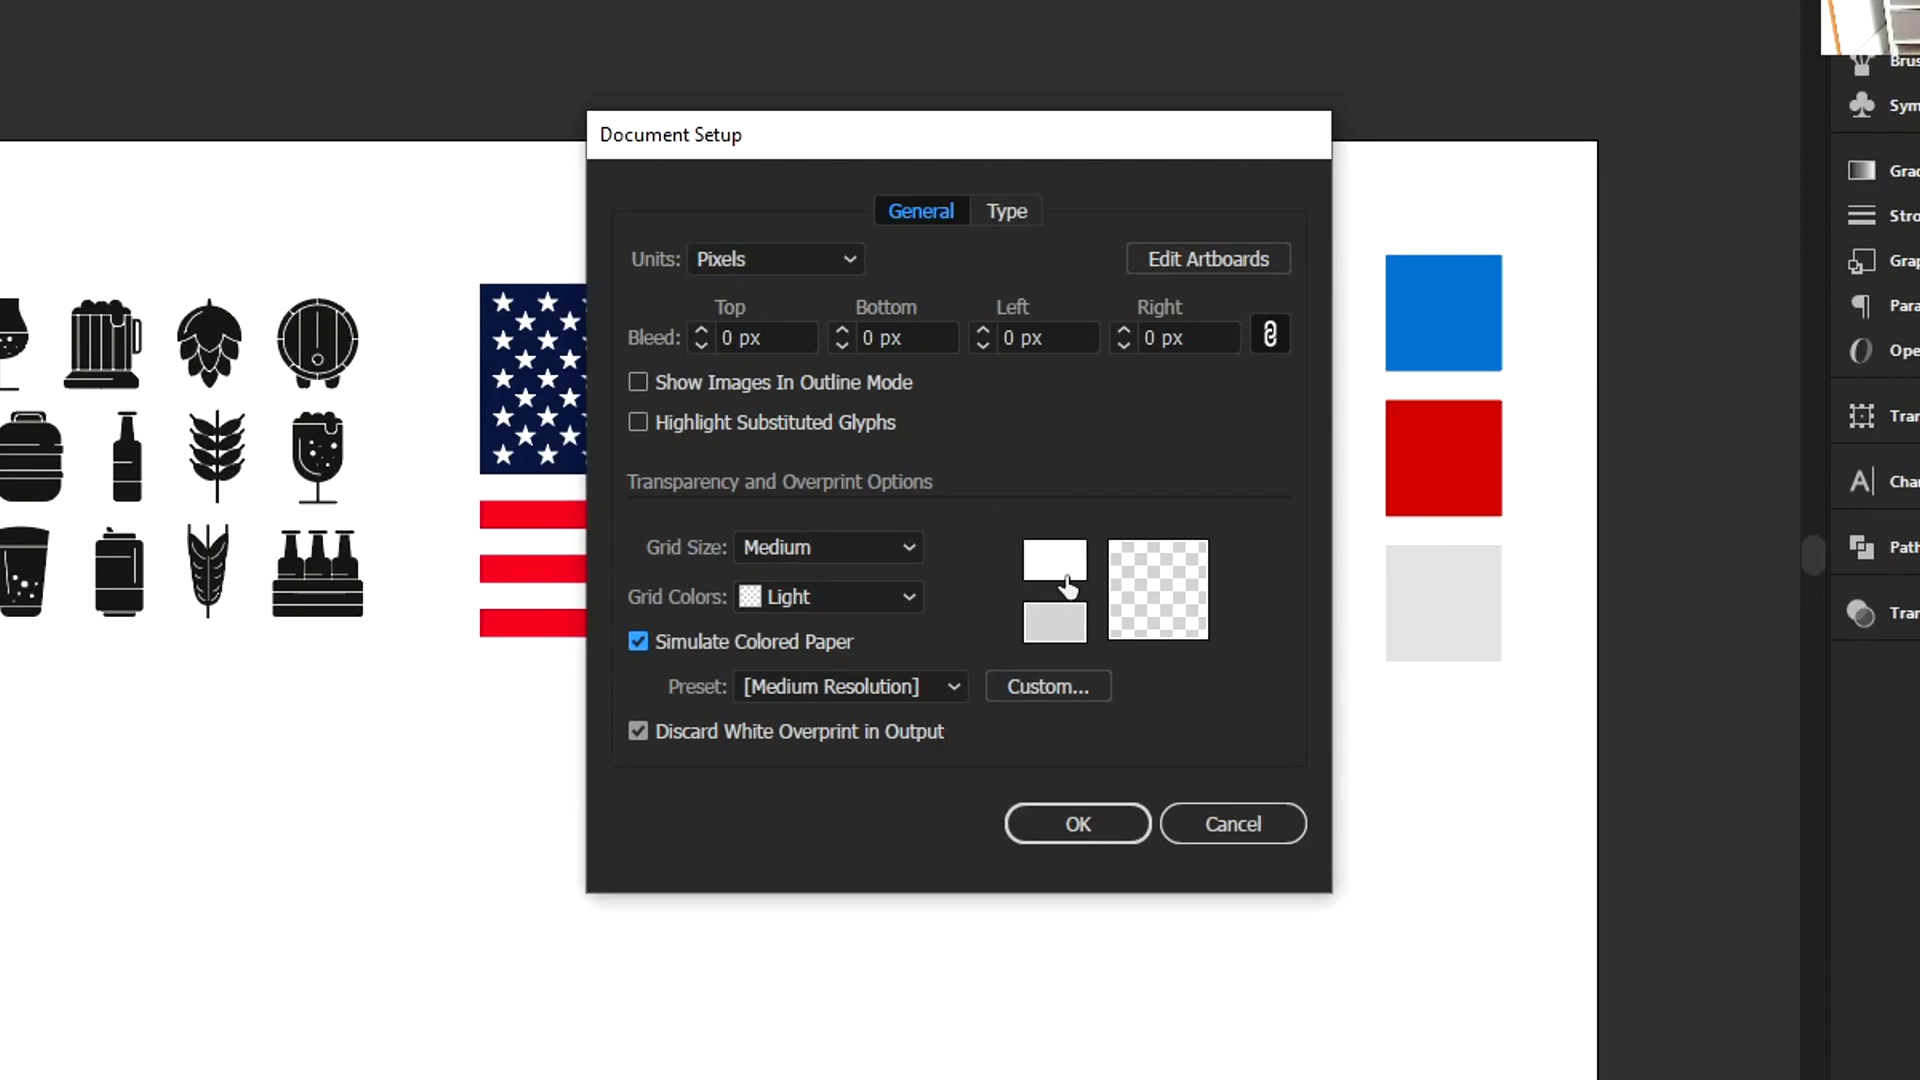 Document Setup
General Type
Units: Pixels Edit Artboards
Top Bottom Left Right
Bleed: 0 px 0 px 0 px 0 px
Show Images In Outline Mode
Highlight Substituted Glyphs
Transparency and Overprint Options
Grid Size: Medium
Grid Colors: Light
Simulate Colored Paper
Preset: [Medium Resolution] Custom...
Discard White Overprint in Output
OK Cancel
Brus
Sym
Grad
Stro
Grap
Para
Ope
Tran
Char
Path
Tran